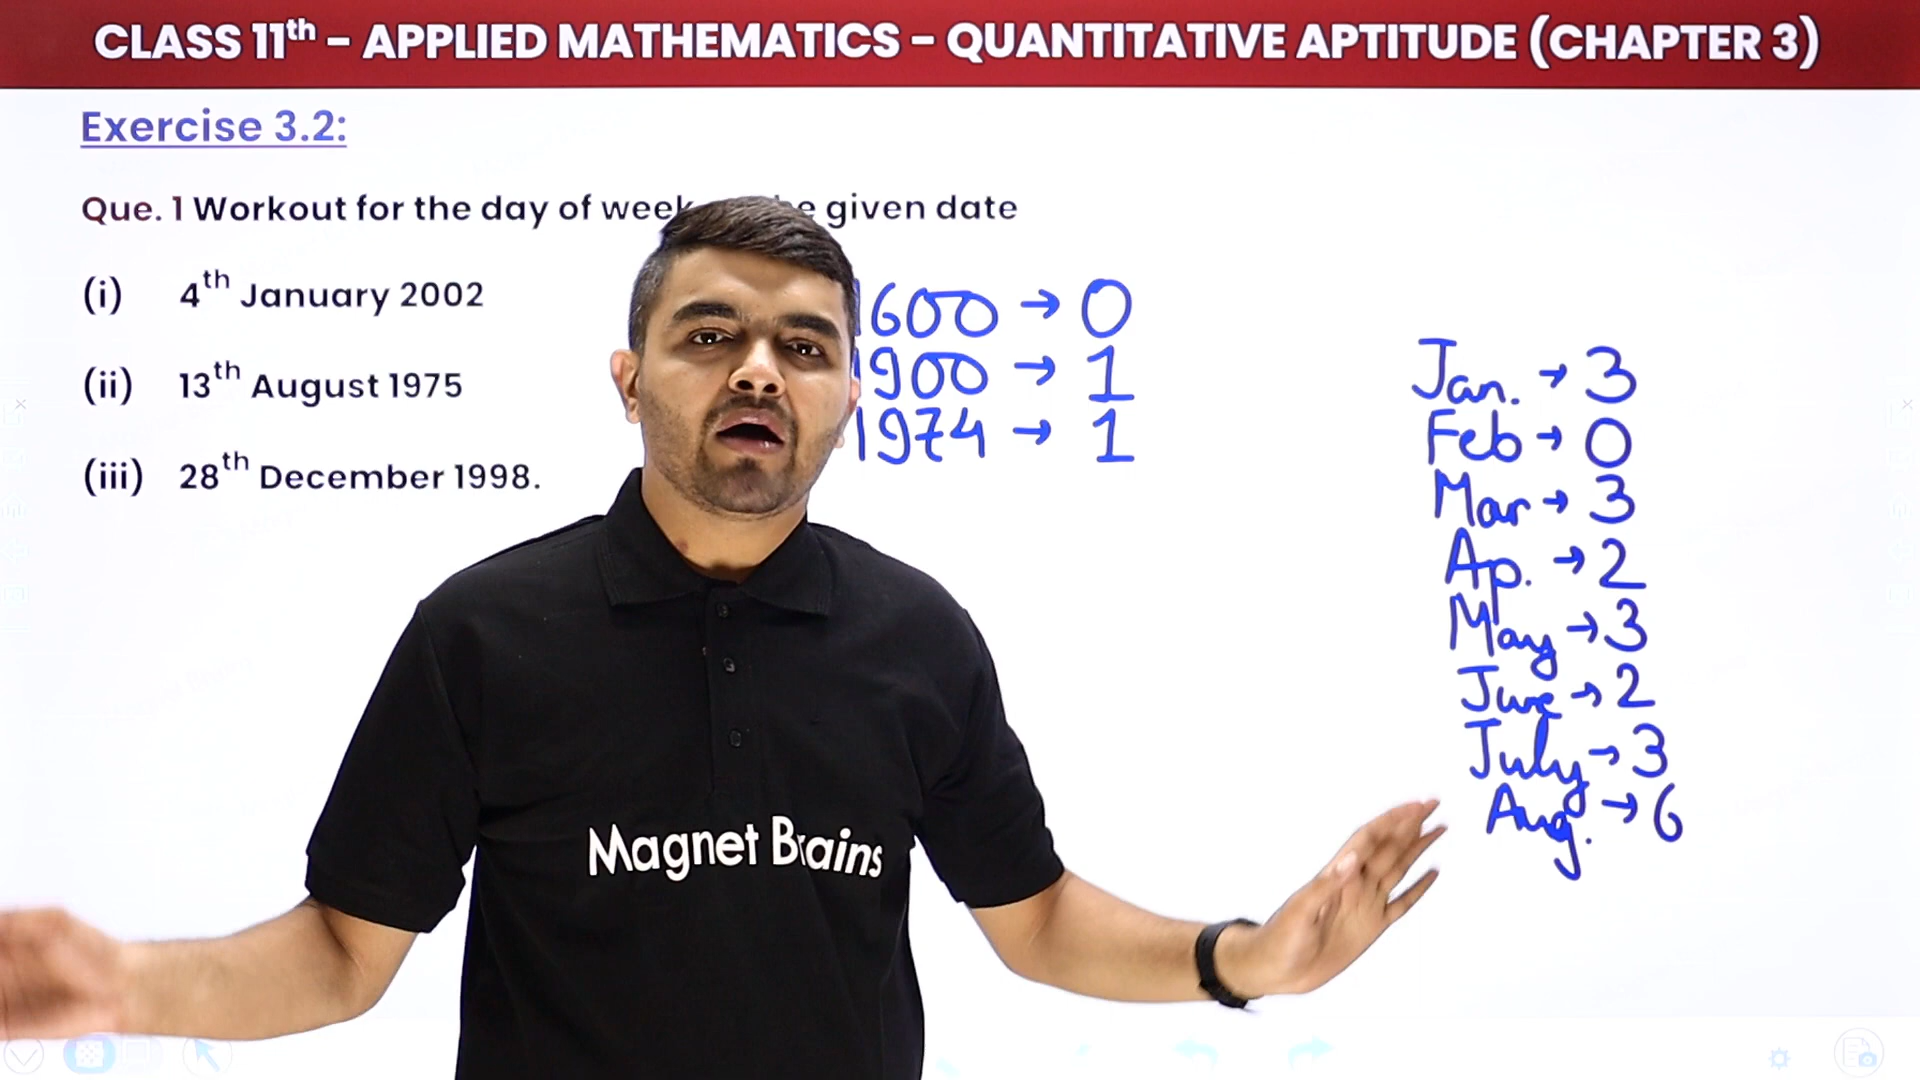 CLASS 11th – APPLIED MATHEMATICS – QUANTITATIVE APTITUDE (CHAPTER 3)
Exercise 3.2:
Que. 1 Workout for the day of week given date
(i) 4th January 2002
(ii) 13th August 1975
(iii) 28th December 1998.
1600 → 0
1900 → 1
1974 → 1
Jan. → 3
Feb → 0
Mar → 3
Ap. → 2
May → 3
June → 2
July → 3
Aug. → 6
Magnet Brains